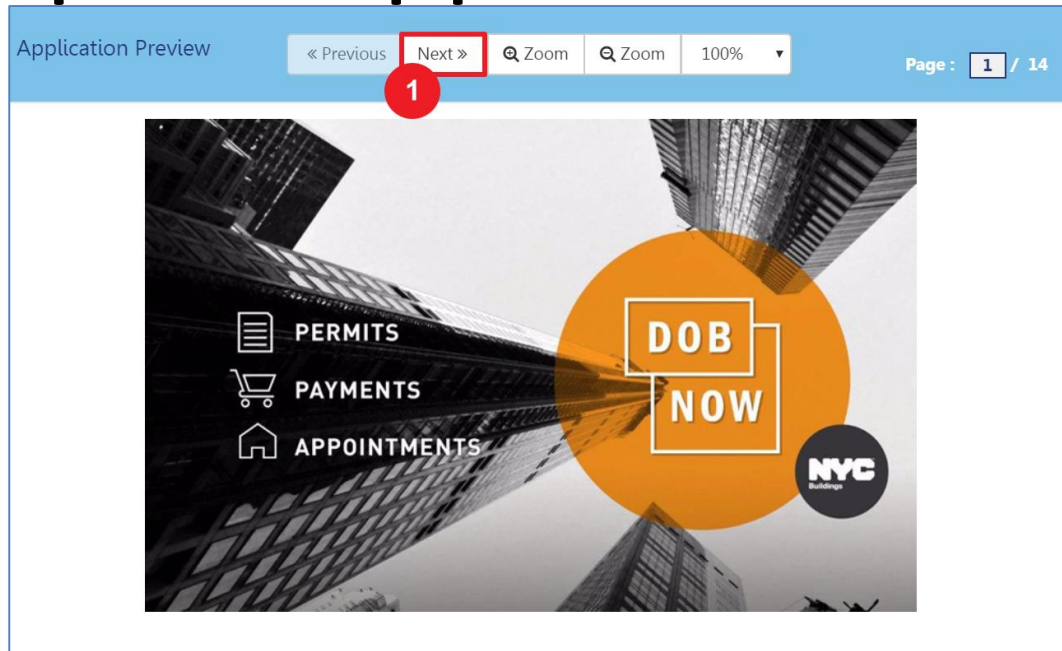 Application Preview
« Previous Next » Zoom Zoom 100%
Page : 1 / 14
1
PERMITS
PAYMENTS
APPOINTMENTS
DOB
NOW
NYC
Buildings